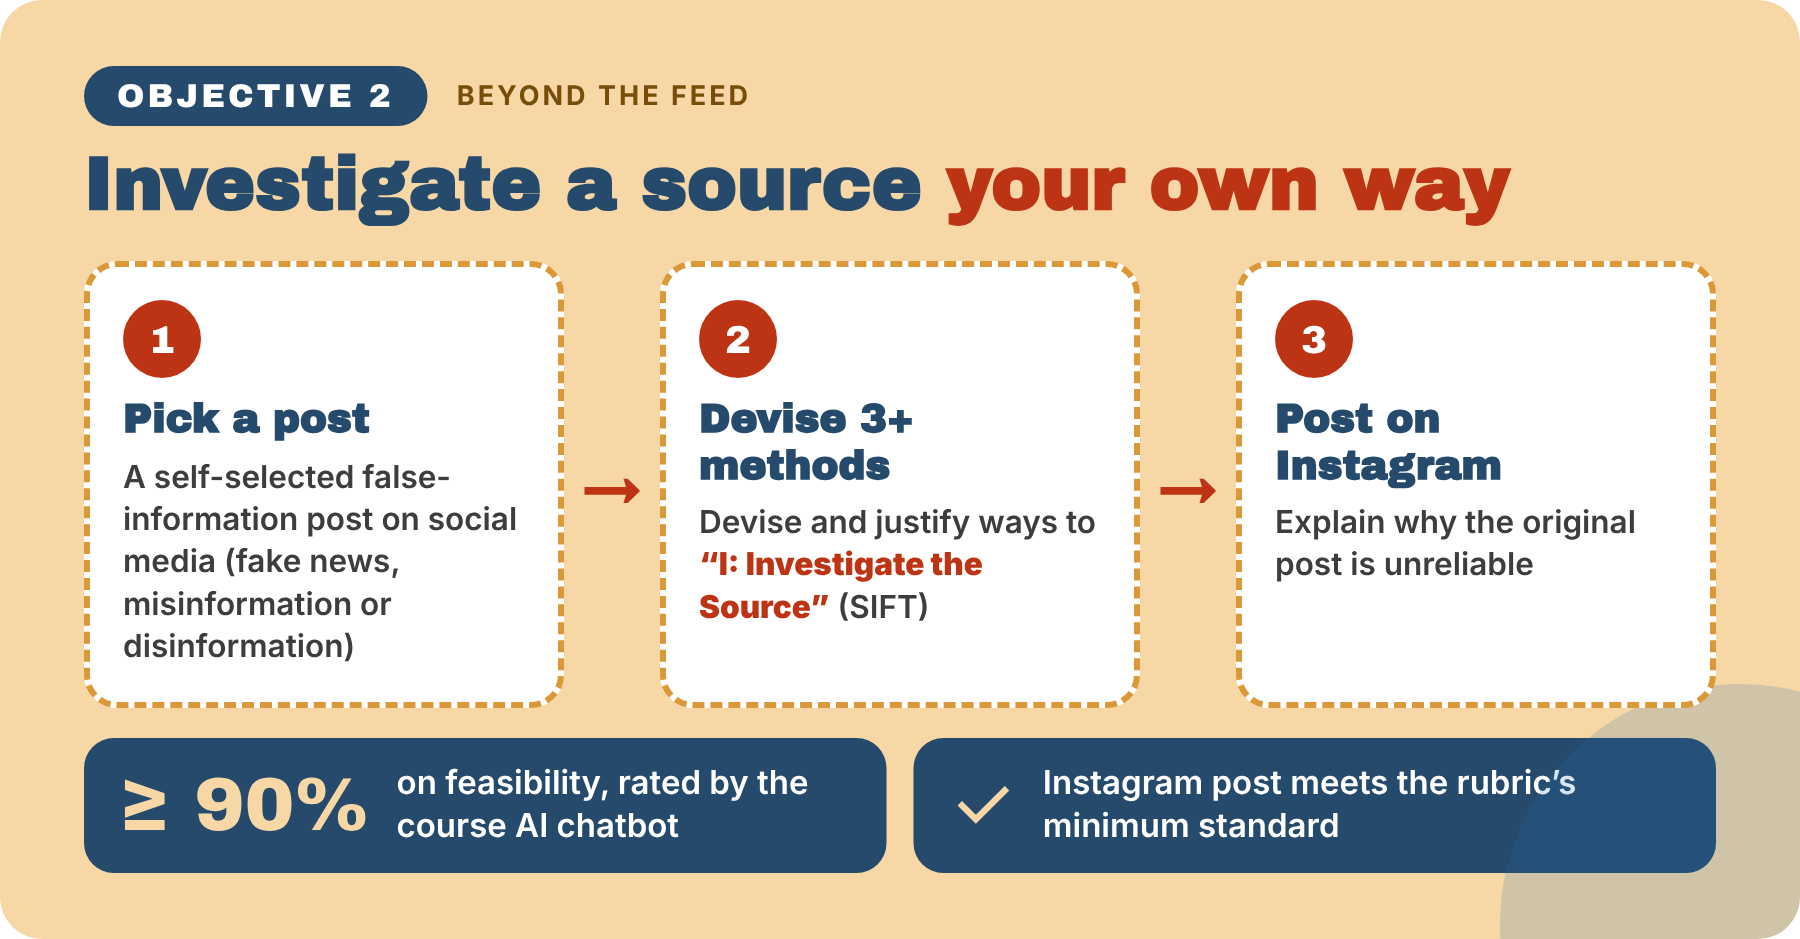 OBJECTIVE 2
BEYOND THE FEED
Investigate a source your own way
1
Pick a post
A self-selected false-
information post on social
media (fake news,
misinformation or
disinformation)
→
2
Devise 3+
methods
Devise and justify ways to
“I: Investigate the
Source” (SIFT)
→
3
Post on
Instagram
Explain why the original
post is unreliable
≥ 90%
on feasibility, rated by the
course AI chatbot
✓
Instagram post meets the rubric’s
minimum standard